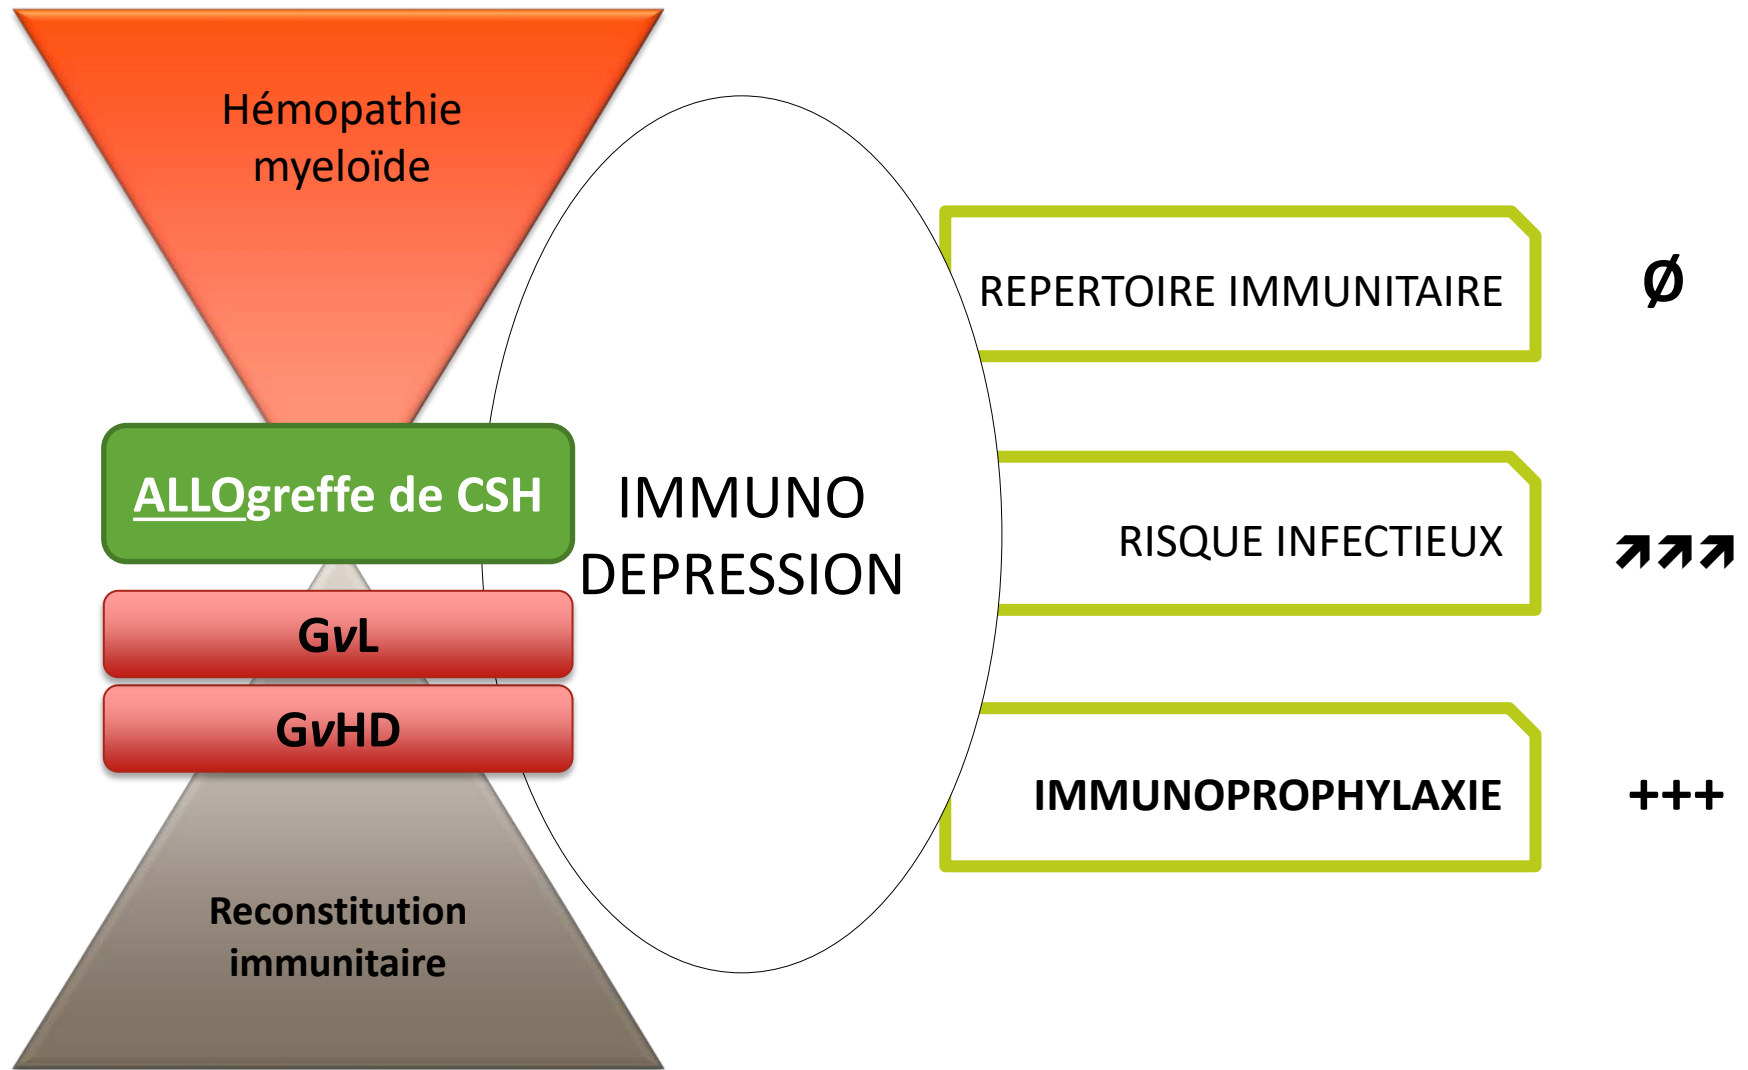 Hémopathie
myeloïde
ALLOgreffe de CSH
GvL
GvHD
Reconstitution
immunitaire
IMMUNO
DEPRESSION
REPERTOIRE IMMUNITAIRE
Ø
RISQUE INFECTIEUX
↗↗↗
IMMUNOPROPHYLAXIE
+++